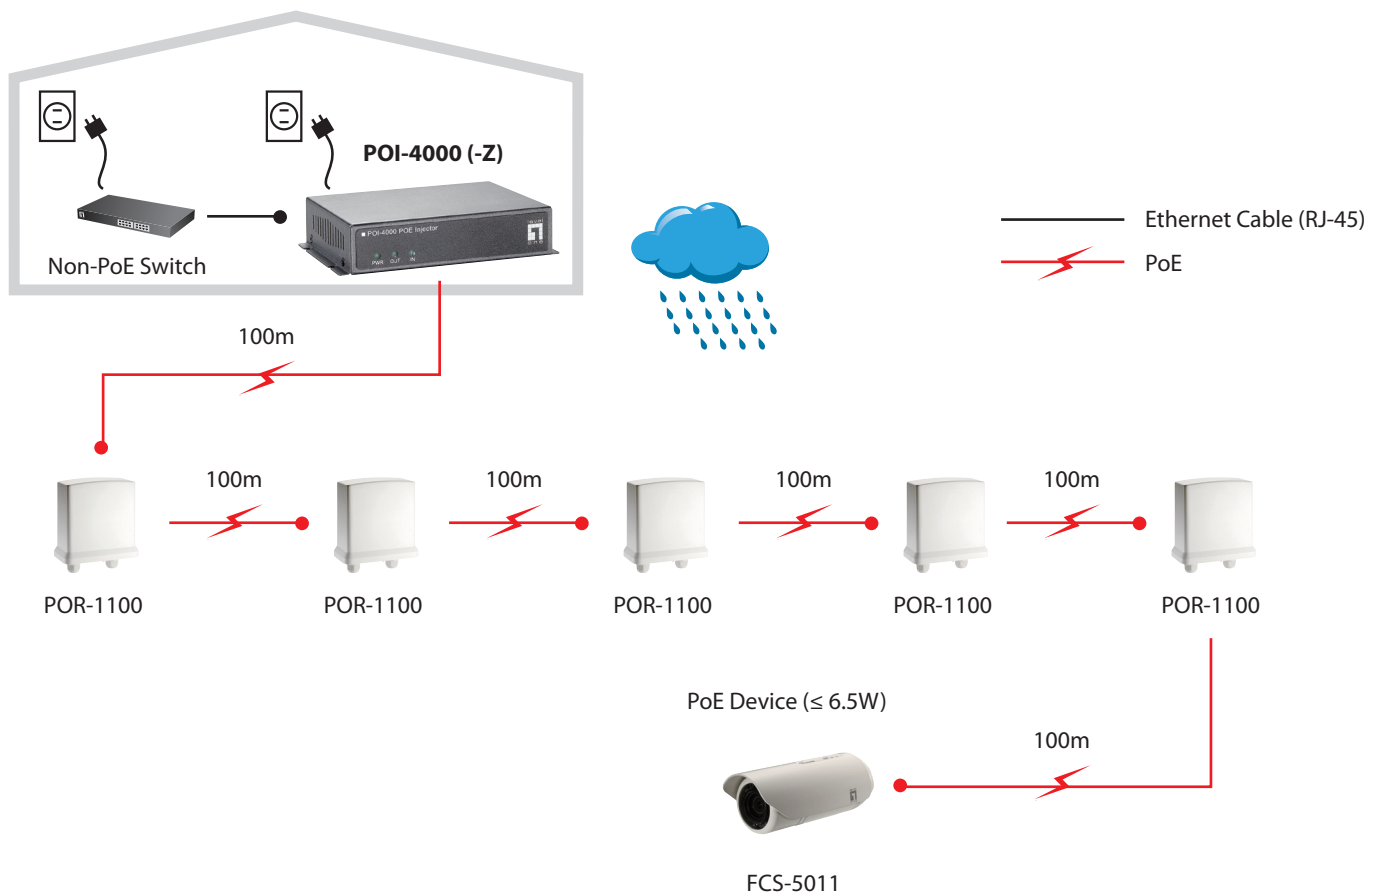 POI-4000 (-Z)
POI-4000 POE Injector
PWR OUT IN
Non-PoE Switch
Ethernet Cable (RJ-45)
PoE
100m
100m
100m
100m
100m
POR-1100
POR-1100
POR-1100
POR-1100
POR-1100
PoE Device (≤ 6.5W)
100m
FCS-5011